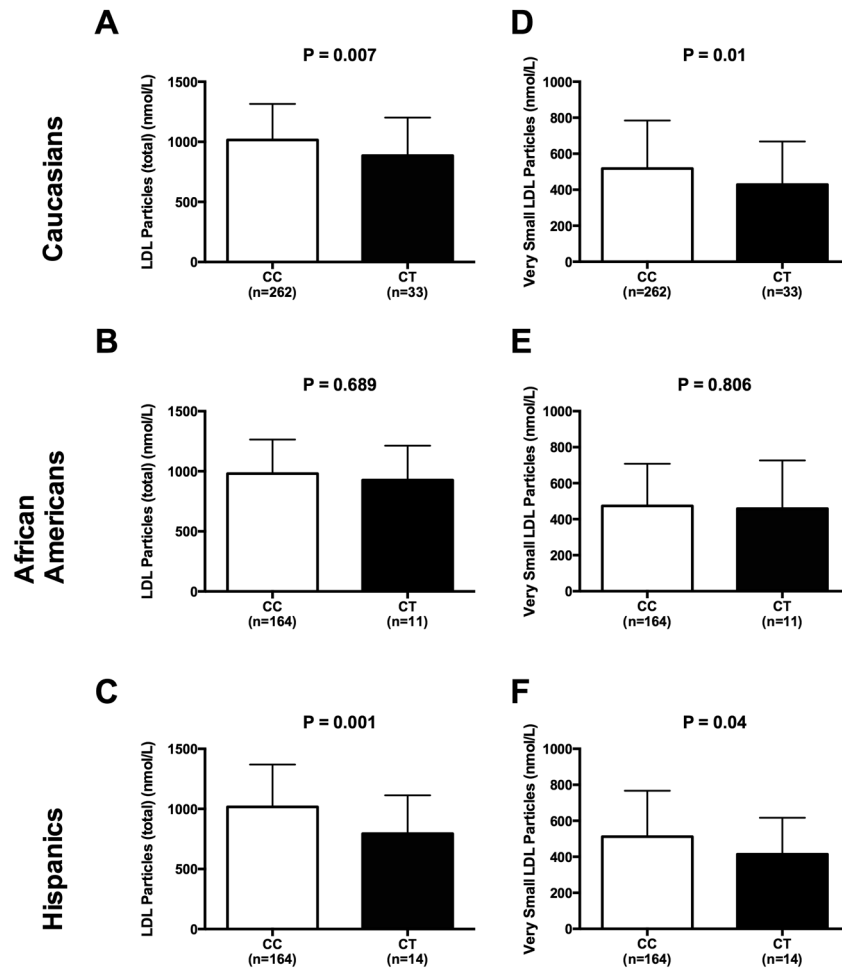 A
P = 0.007
Caucasians
LDL Particles (total) (nmol/L)
1500
1000
500
0
CC
(n=262)
CT
(n=33)
D
P = 0.01
Very Small LDL Particles (nmol/L)
1000
800
600
400
200
0
CC
(n=262)
CT
(n=33)
B
P = 0.689
African
Americans
LDL Particles (total) (nmol/L)
1500
1000
500
0
CC
(n=164)
CT
(n=11)
E
P = 0.806
Very Small LDL Particles (nmol/L)
1000
800
600
400
200
0
CC
(n=164)
CT
(n=11)
C
P = 0.001
Hispanics
LDL Particles (total) (nmol/L)
1500
1000
500
0
CC
(n=164)
CT
(n=14)
F
P = 0.04
Very Small LDL Particles (nmol/L)
1000
800
600
400
200
0
CC
(n=164)
CT
(n=14)